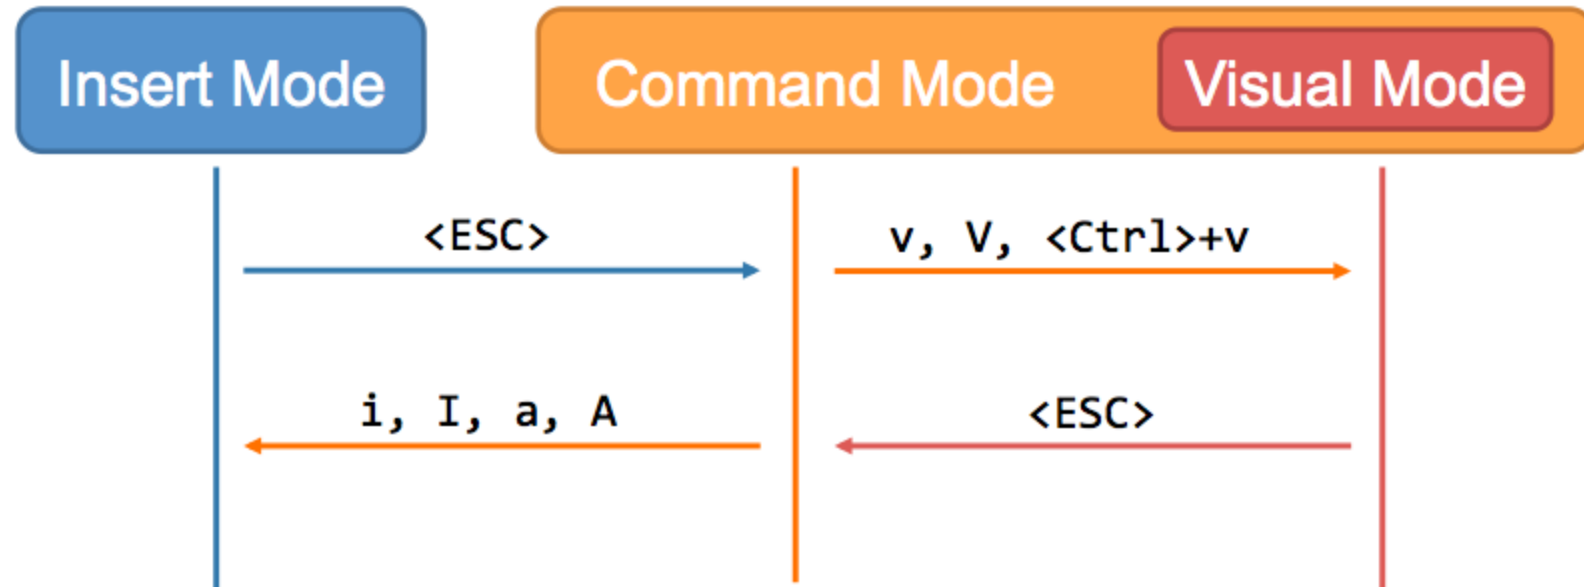 Insert Mode
Command Mode
Visual Mode
<ESC>
v, V, <Ctrl>+v
i, I, a, A
<ESC>